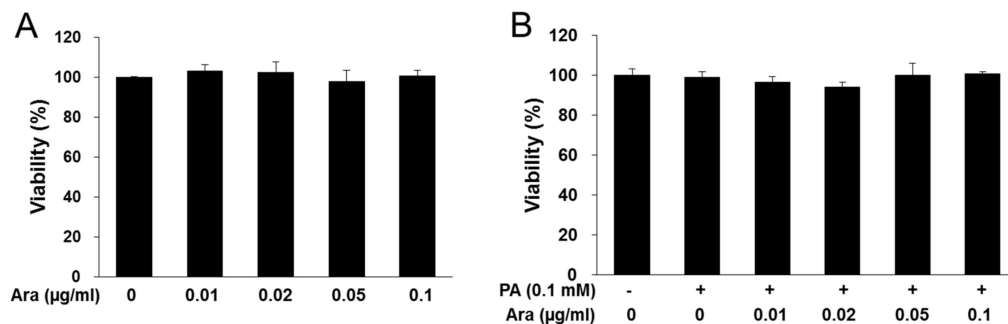 A
120
100
80
60
40
20
0
Viability (%)
Ara (µg/ml) 0 0.01 0.02 0.05 0.1
B
120
100
80
60
40
20
0
Viability (%)
PA (0.1 mM) - + + + + +
Ara (µg/ml) 0 0 0.01 0.02 0.05 0.1